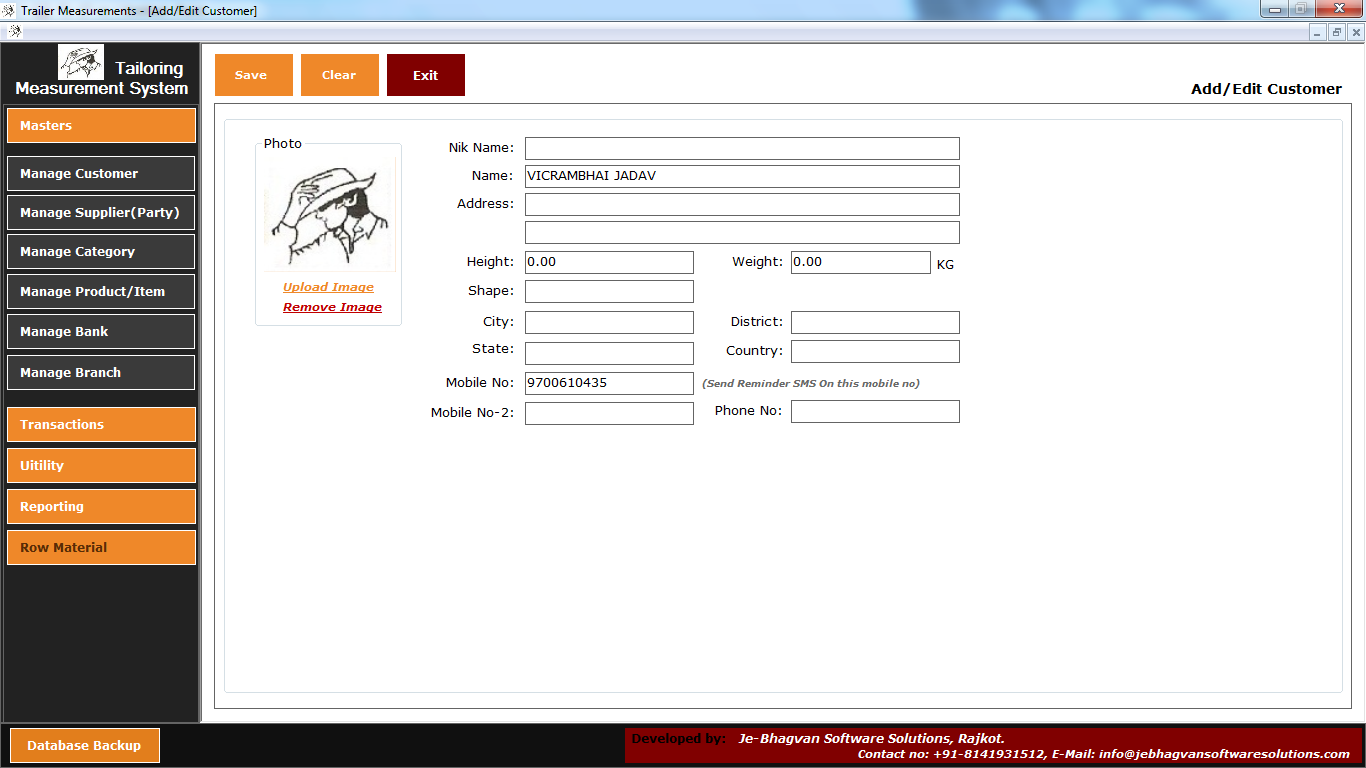 Trailer Measurements - [Add/Edit Customer]
Tailoring
Measurement System
Masters
Manage Customer
Manage Supplier(Party)
Manage Category
Manage Product/Item
Manage Bank
Manage Branch
Transactions
Uitility
Reporting
Row Material
Save Clear Exit
Add/Edit Customer
Photo
Upload Image
Remove Image
Nik Name:
Name: VICRAMBHAI JADAV
Address:
Height: 0.00 Weight: 0.00 KG
Shape:
City: District:
State: Country:
Mobile No: 9700610435 (Send Reminder SMS On this mobile no)
Mobile No-2: Phone No:
Database Backup
Developed by: Je-Bhagvan Software Solutions, Rajkot.
Contact no: +91-8141931512, E-Mail: info@jebhagvansoftwaresolutions.com